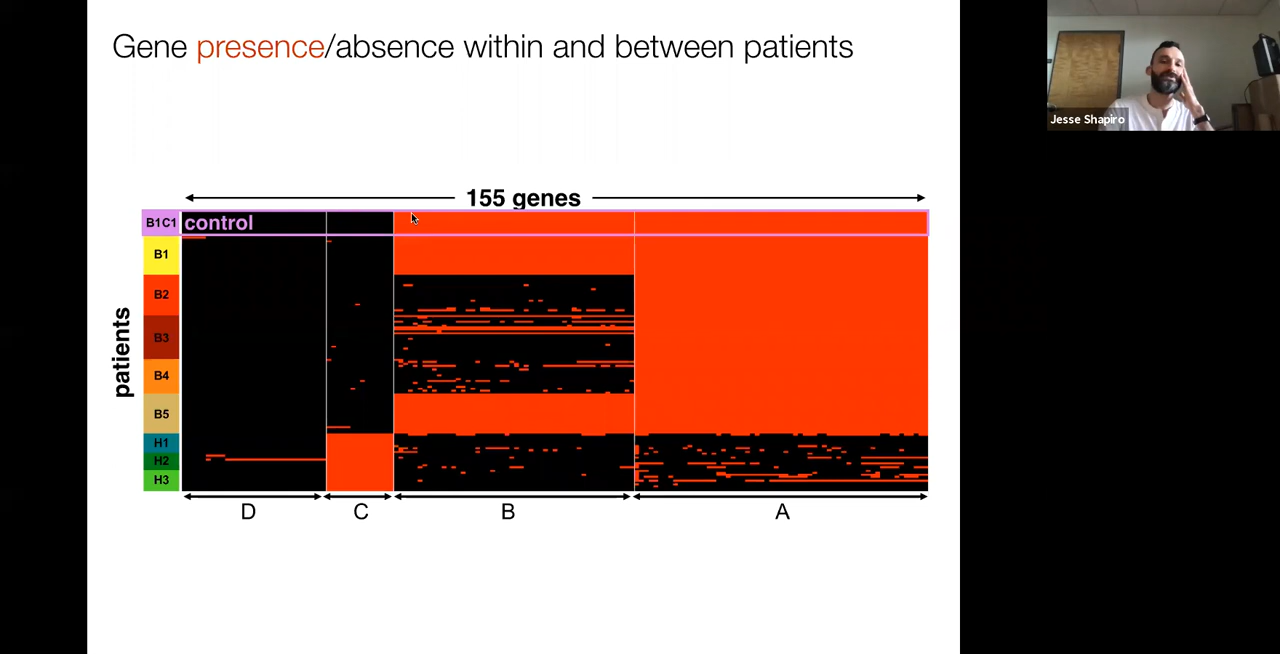 Gene presence/absence within and between patients
Jesse Shapiro
155 genes
B1C1 control
B1
B2
B3
B4
B5
H1
H2
H3
patients
D C B A